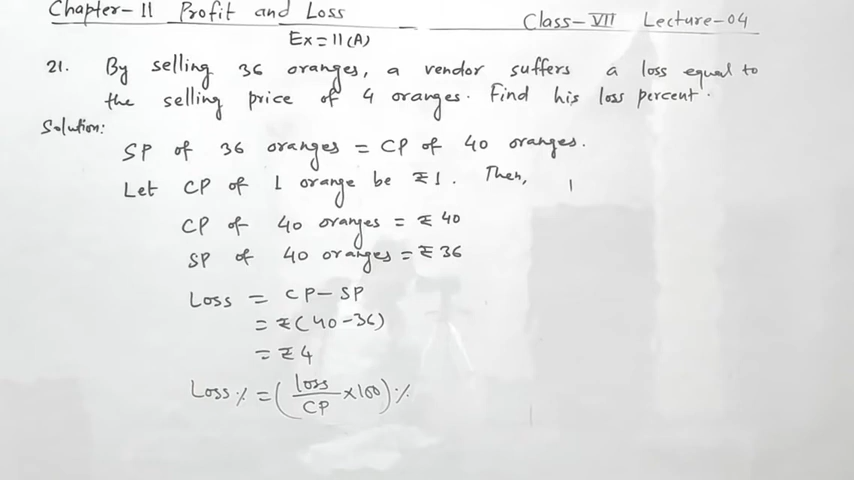 Chapter-11 Profit and Loss Class-VII Lecture-04
Ex=11(A)
21. By selling 36 oranges, a vendor suffers a loss equal to
the selling price of 4 oranges. Find his loss percent.
Solution:
SP of 36 oranges = CP of 40 oranges.
Let CP of 1 orange be ₹1. Then,
CP of 40 oranges = ₹40
SP of 40 oranges = ₹36
Loss = CP-SP
= ₹(40-36)
= ₹4
Loss% = (loss/CP ×100)%